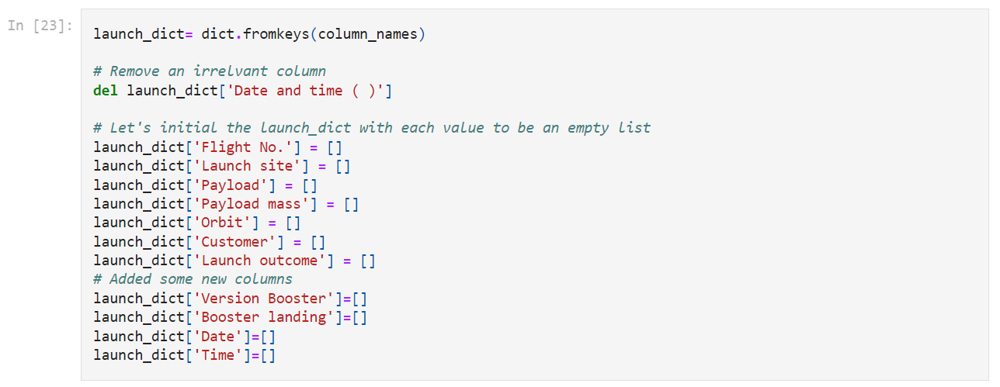 In [23]:
launch_dict= dict.fromkeys(column_names)
# Remove an irrelvant column
del launch_dict['Date and time ( )']
# Let's initial the launch_dict with each value to be an empty list
launch_dict['Flight No.'] = []
launch_dict['Launch site'] = []
launch_dict['Payload'] = []
launch_dict['Payload mass'] = []
launch_dict['Orbit'] = []
launch_dict['Customer'] = []
launch_dict['Launch outcome'] = []
# Added some new columns
launch_dict['Version Booster']=[]
launch_dict['Booster landing']=[]
launch_dict['Date']=[]
launch_dict['Time']=[]